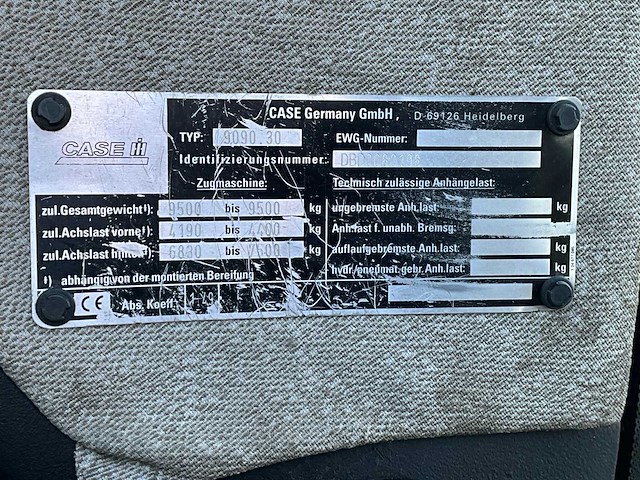 CASE Germany GmbH, D-69126 Heidelberg
CASE IH
TYP: 9090 30 EWG-Nummer:
Identifizierungsnummer:
Zugmaschine: Technisch zulässige Anhängelast:
zul.Gesamtgewicht¹): 9500 bis 9500 kg ungebremste Anh.last: kg
zul.Achslast vorne¹): 4190 bis 4400 kg Anh.last f. unabh. Bremsg: kg
zul.Achslast hinten¹): 6830 bis kg auflaufgebremste Anh.last: kg
¹) abhängig von der montierten Bereifung hydr./pneumat.gebr.Anh.last: kg
CE Abs. Koeff.: